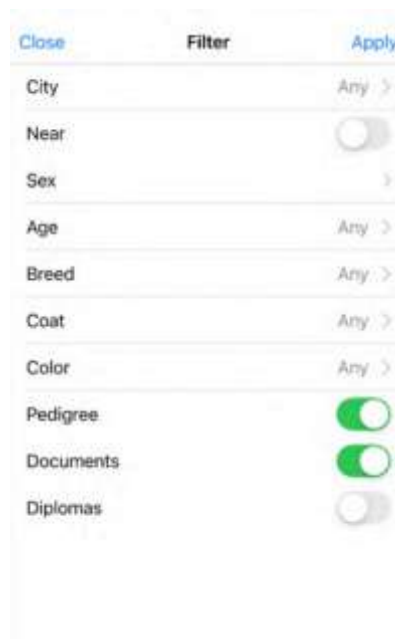 Close Filter Apply
City Any
Near
Sex
Age Any
Breed Any
Coat Any
Color Any
Pedigree
Documents
Diplomas